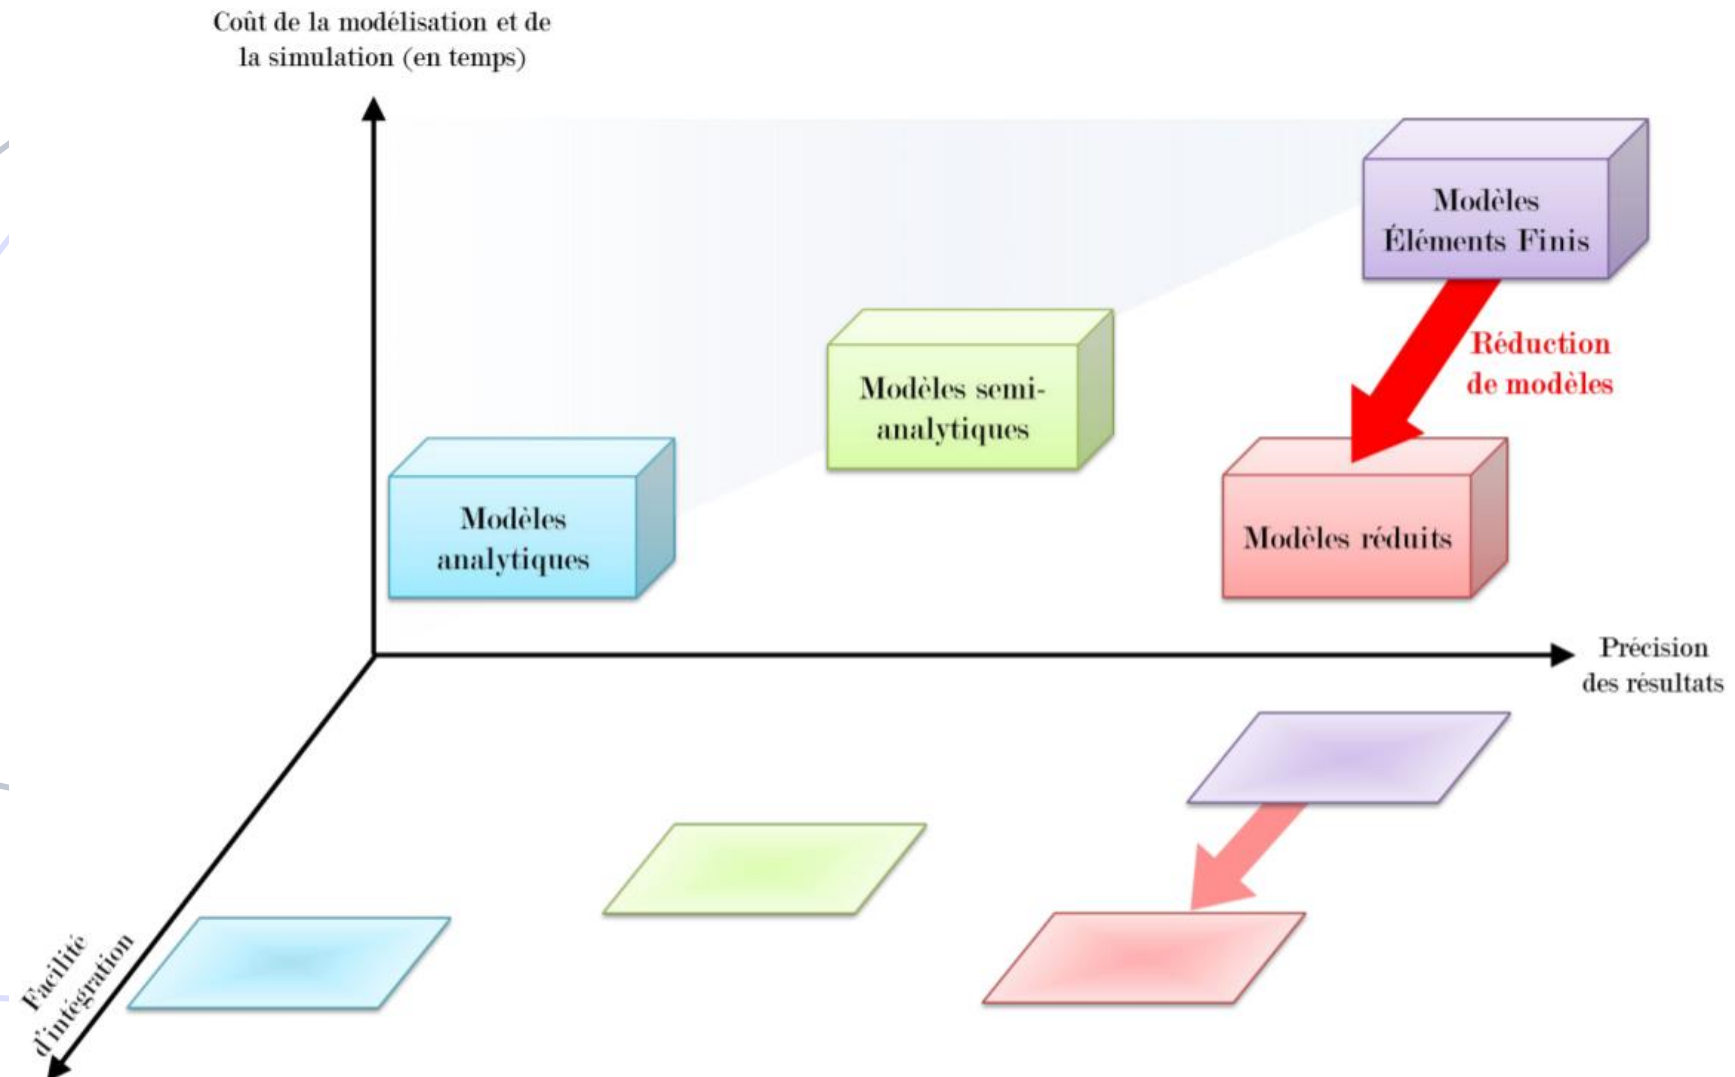 Coût de la modélisation et de
la simulation (en temps)
Modèles
Éléments Finis
Réduction
de modèles
Modèles semi-
analytiques
Modèles
analytiques
Modèles réduits
Précision
des résultats
Facilité
d'intégration